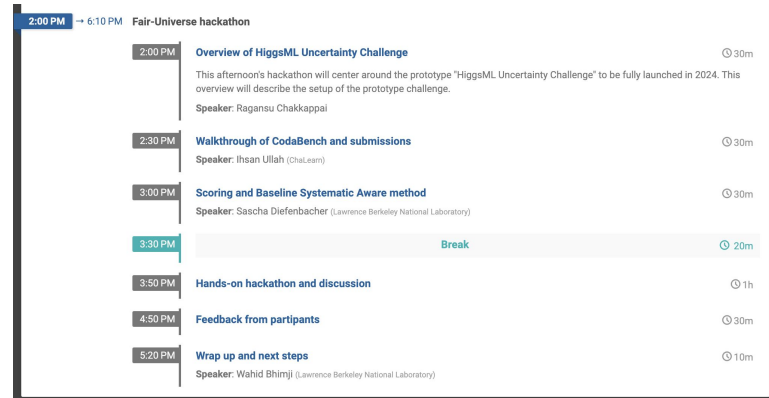 2:00 PM → 6:10 PM Fair-Universe hackathon
2:00 PM Overview of HiggsML Uncertainty Challenge 30m
This afternoon's hackathon will center around the prototype "HiggsML Uncertainty Challenge" to be fully launched in 2024. This
overview will describe the setup of the prototype challenge.
Speaker: Ragansu Chakkappai
2:30 PM Walkthrough of CodaBench and submissions 30m
Speaker: Ihsan Ullah (ChaLearn)
3:00 PM Scoring and Baseline Systematic Aware method 30m
Speaker: Sascha Diefenbacher (Lawrence Berkeley National Laboratory)
3:30 PM Break 20m
3:50 PM Hands-on hackathon and discussion 1h
4:50 PM Feedback from partipants 30m
5:20 PM Wrap up and next steps 10m
Speaker: Wahid Bhimji (Lawrence Berkeley National Laboratory)